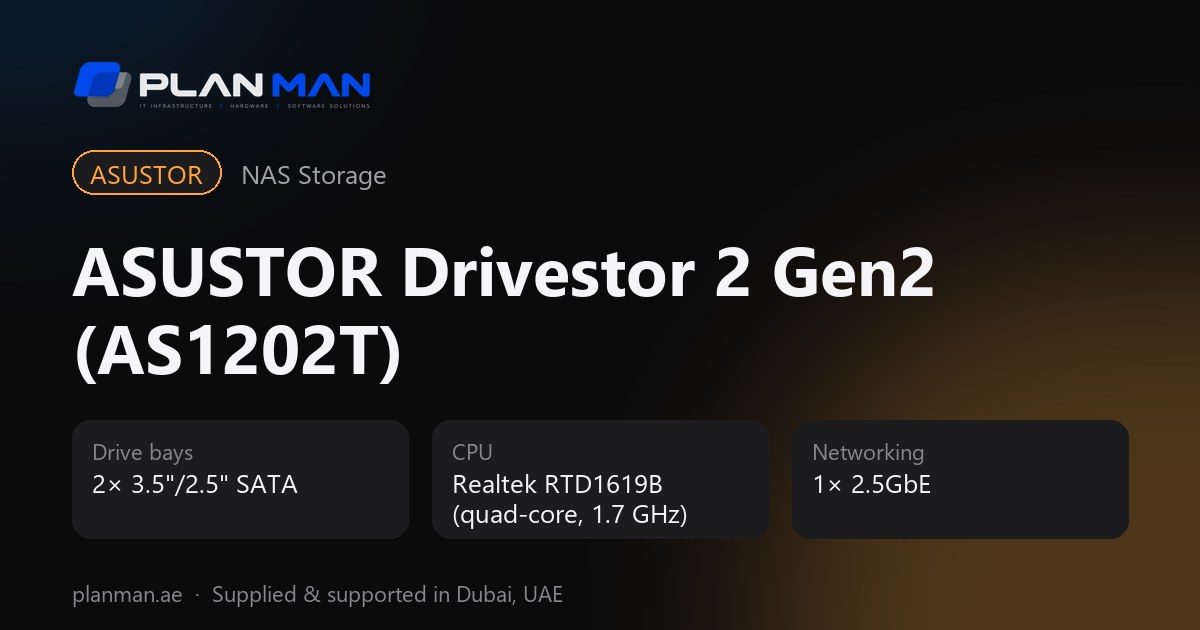 PLAN MAN
IT INFRASTRUCTURE | HARDWARE | SOFTWARE SOLUTIONS
ASUSTOR NAS Storage
ASUSTOR Drivestor 2 Gen2
(AS1202T)
Drive bays
2× 3.5"/2.5" SATA
CPU
Realtek RTD1619B
(quad-core, 1.7 GHz)
Networking
1× 2.5GbE
planman.ae · Supplied & supported in Dubai, UAE